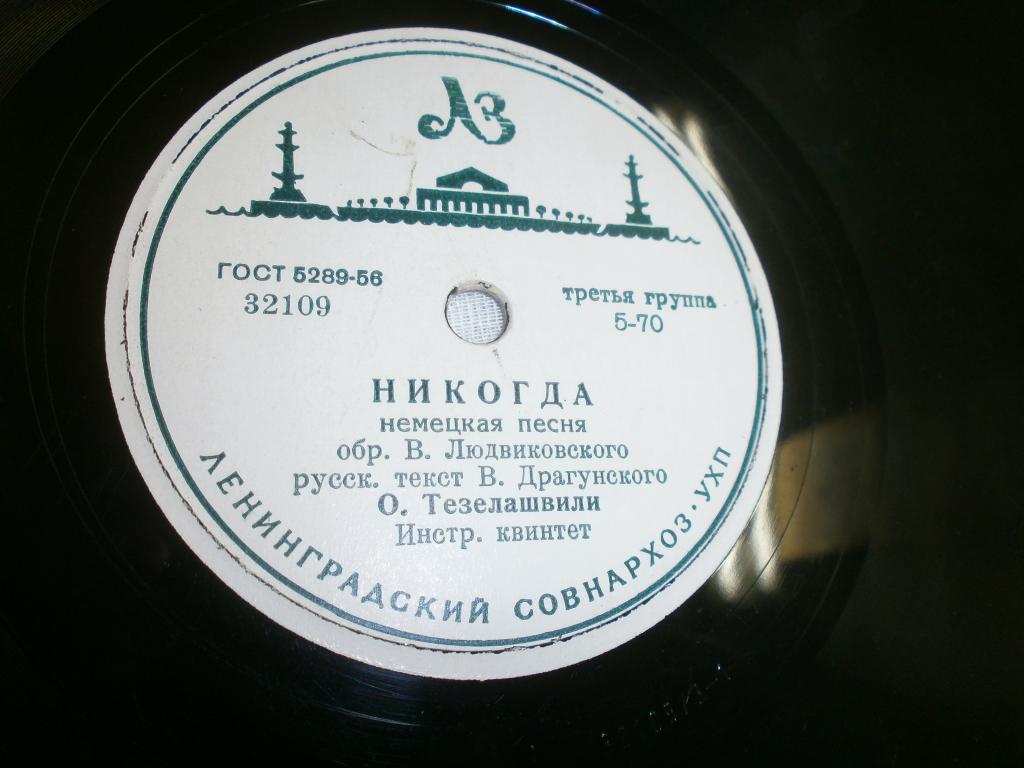 АЗ
ГОСТ 5289-56
32109
третья группа
5-70
НИКОГДА
немецкая песня
обр. В. Людвиковского
русск. текст В. Драгунского
О. Тезелашвили
Инстр. квинтет
ЛЕНИНГРАДСКИЙ СОВНАРХОЗ·УХП